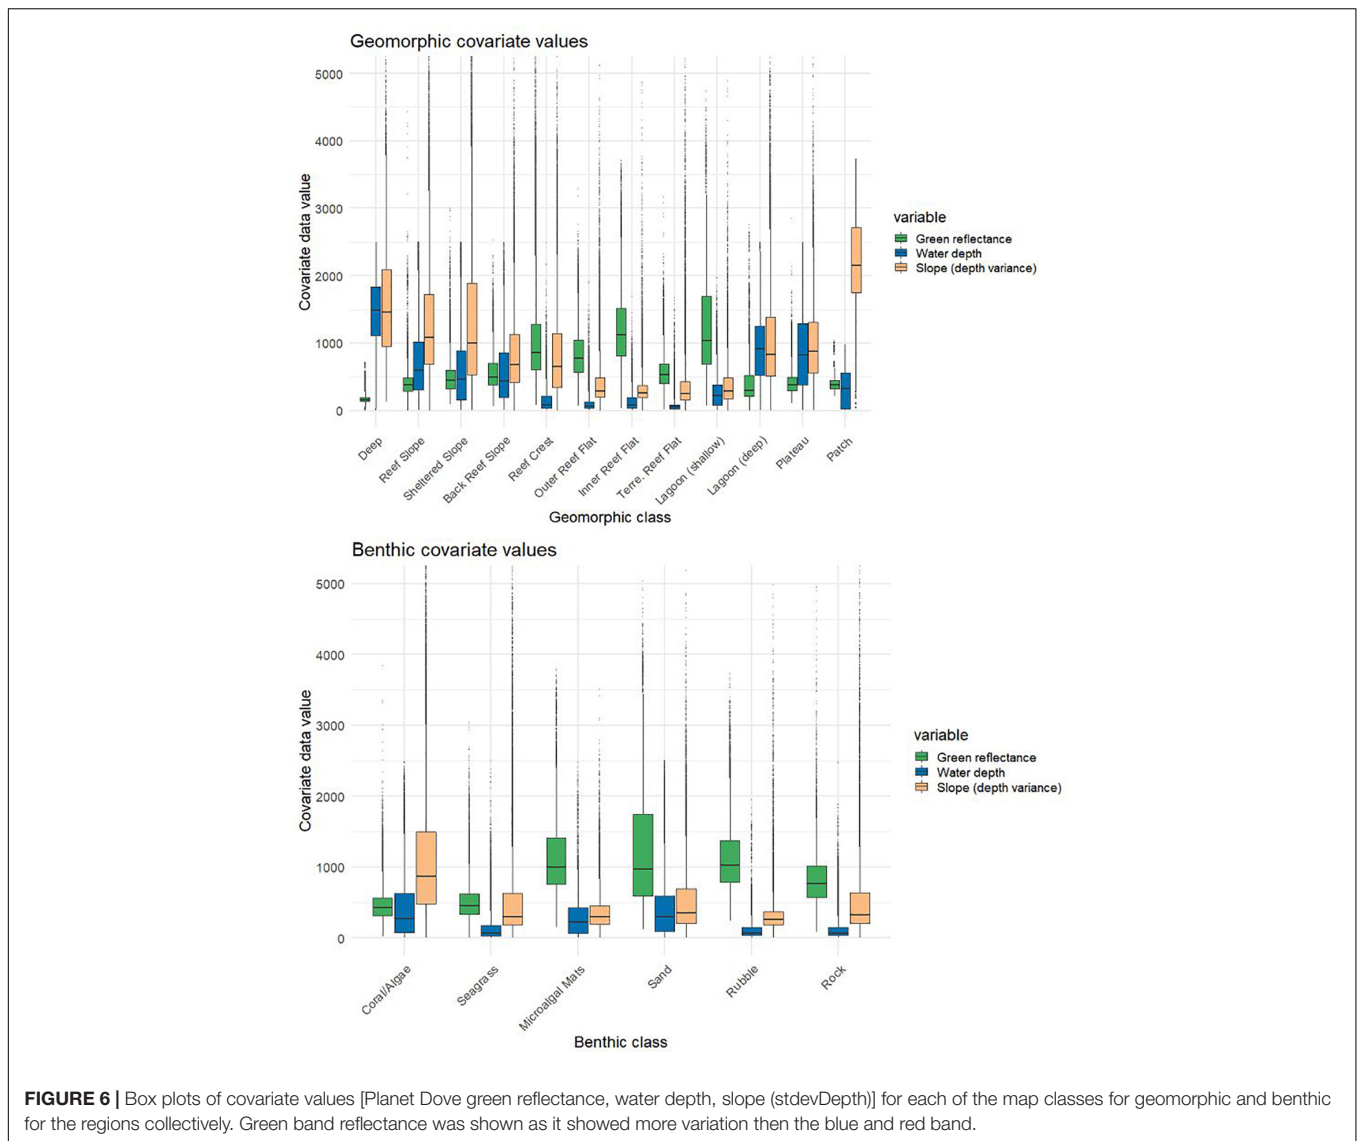 Geomorphic covariate values
5000
4000
3000
2000
1000
0
Covariate data value
Deep
Reef Slope
Sheltered Slope
Back Reef Slope
Reef Crest
Outer Reef Flat
Inner Reef Flat
Terre. Reef Flat
Lagoon (shallow)
Lagoon (deep)
Plateau
Patch
Geomorphic class
variable
Green reflectance
Water depth
Slope (depth variance)
Benthic covariate values
5000
4000
3000
2000
1000
0
Covariate data value
Coral/Algae
Seagrass
Microalgal Mats
Sand
Rubble
Rock
Benthic class
variable
Green reflectance
Water depth
Slope (depth variance)
FIGURE 6 | Box plots of covariate values [Planet Dove green reflectance, water depth, slope (stdevDepth)] for each of the map classes for geomorphic and benthic
for the regions collectively. Green band reflectance was shown as it showed more variation then the blue and red band.